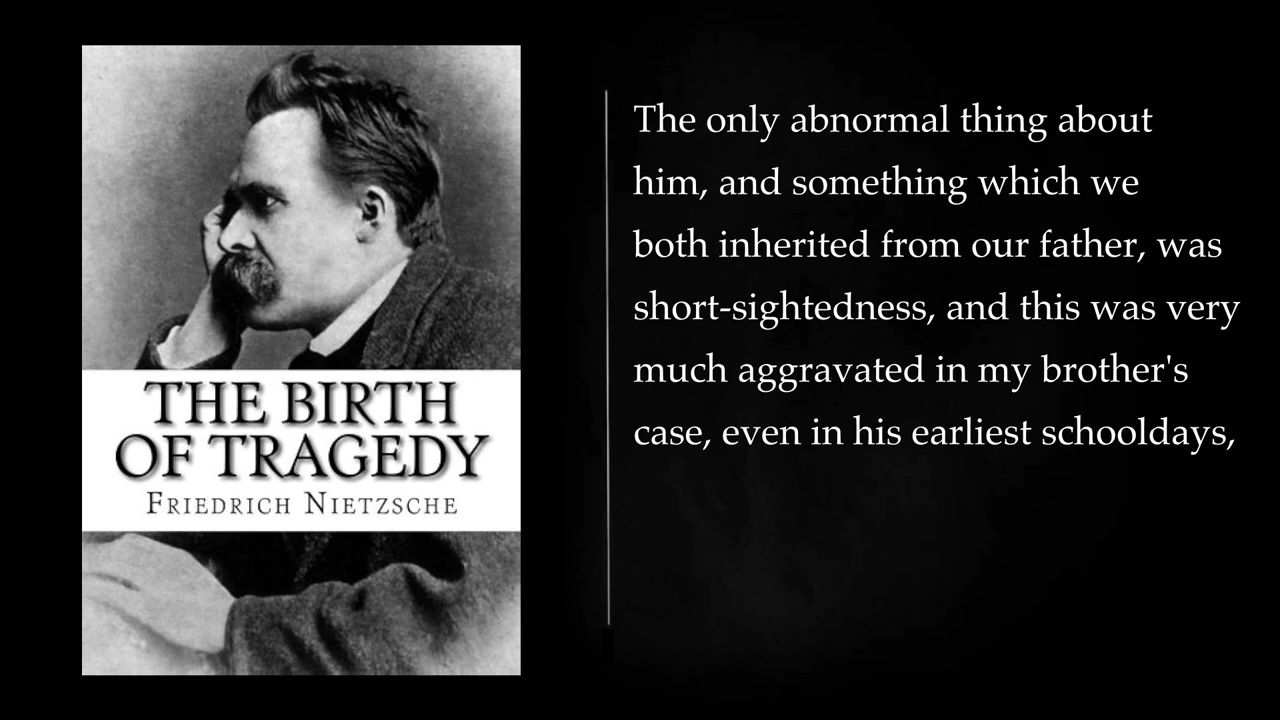 THE BIRTH
OF TRAGEDY
FRIEDRICH NIETZSCHE
The only abnormal thing about
him, and something which we
both inherited from our father, was
short-sightedness, and this was very
much aggravated in my brother's
case, even in his earliest schooldays,